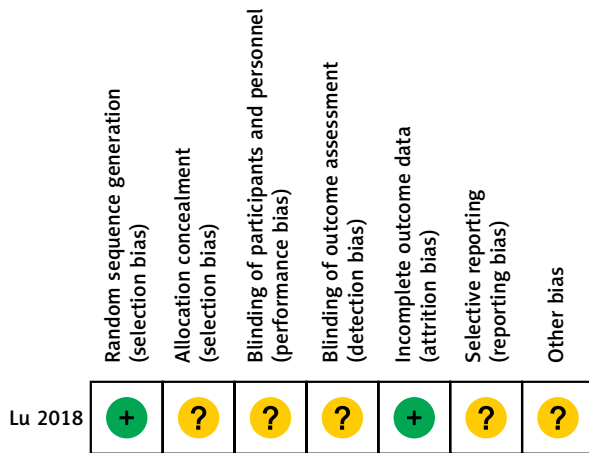 Random sequence generation
(selection bias)
Allocation concealment
(selection bias)
Blinding of participants and personnel
(performance bias)
Blinding of outcome assessment
(detection bias)
Incomplete outcome data
(attrition bias)
Selective reporting
(reporting bias)
Other bias
Lu 2018 + ? ? ? + ? ?